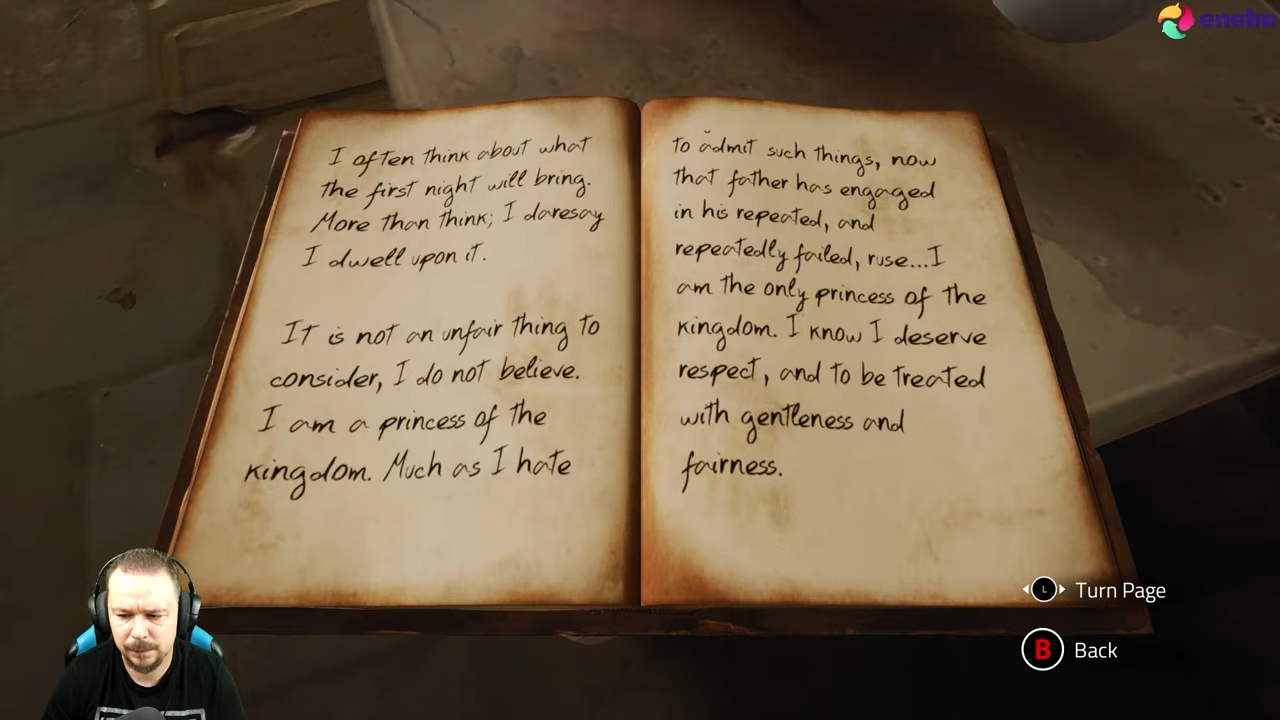 eneba
I often think about what
the first night will bring.
More than think; I daresay
I dwell upon it.
It is not an unfair thing to
consider, I do not believe.
I am a princess of the
kingdom. Much as I hate
to admit such things, now
that father has engaged
in his repeated, and
repeatedly failed, ruse...I
am the only princess of the
kingdom. I know I deserve
respect, and to be treated
with gentleness and
fairness.
L Turn Page
B Back